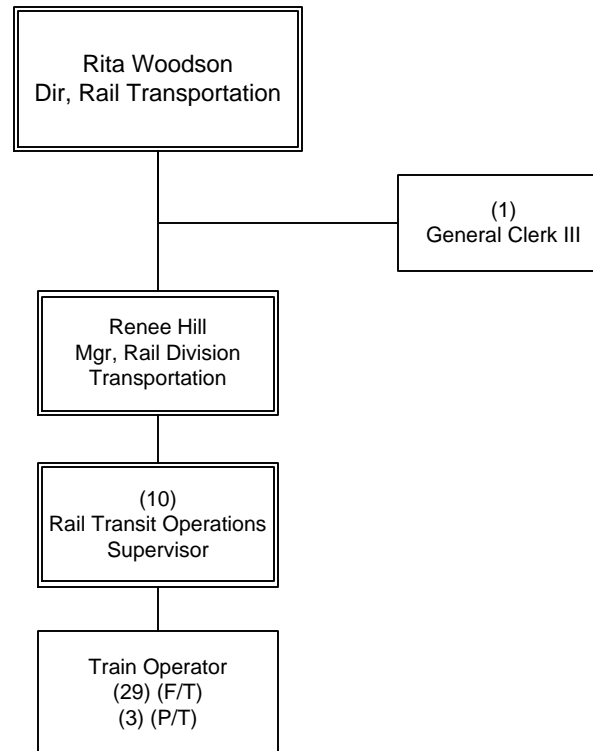 Rita Woodson
Dir, Rail Transportation
(1)
General Clerk III
Renee Hill
Mgr, Rail Division
Transportation
(10)
Rail Transit Operations
Supervisor
Train Operator
(29) (F/T)
(3) (P/T)